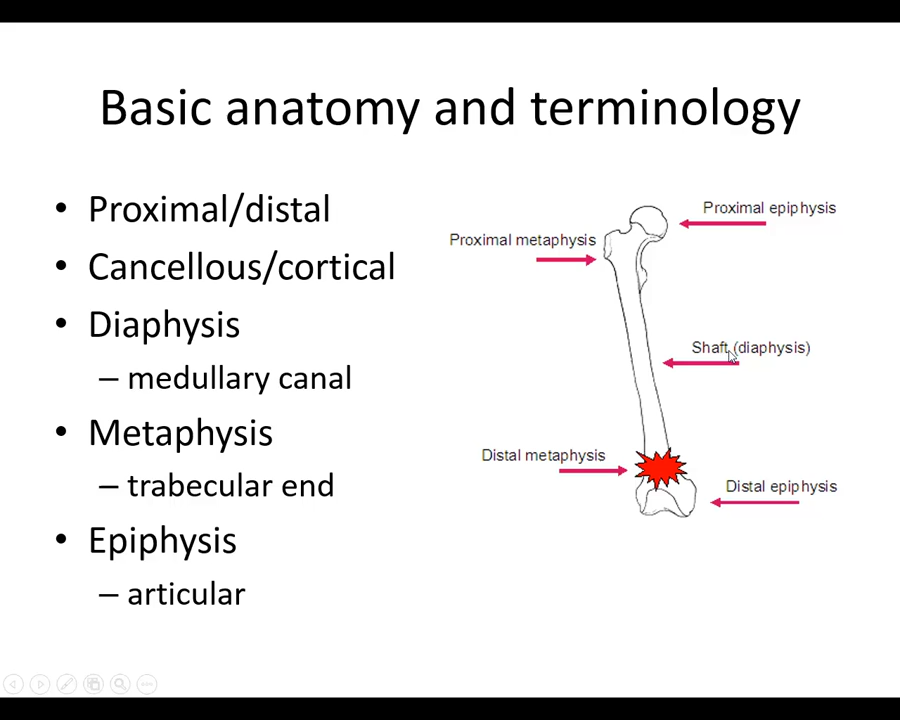 Basic anatomy and terminology
• Proximal/distal
• Cancellous/cortical
• Diaphysis
– medullary canal
• Metaphysis
– trabecular end
• Epiphysis
– articular
Proximal epiphysis
Proximal metaphysis
Shaft (diaphysis)
Distal metaphysis
Distal epiphysis